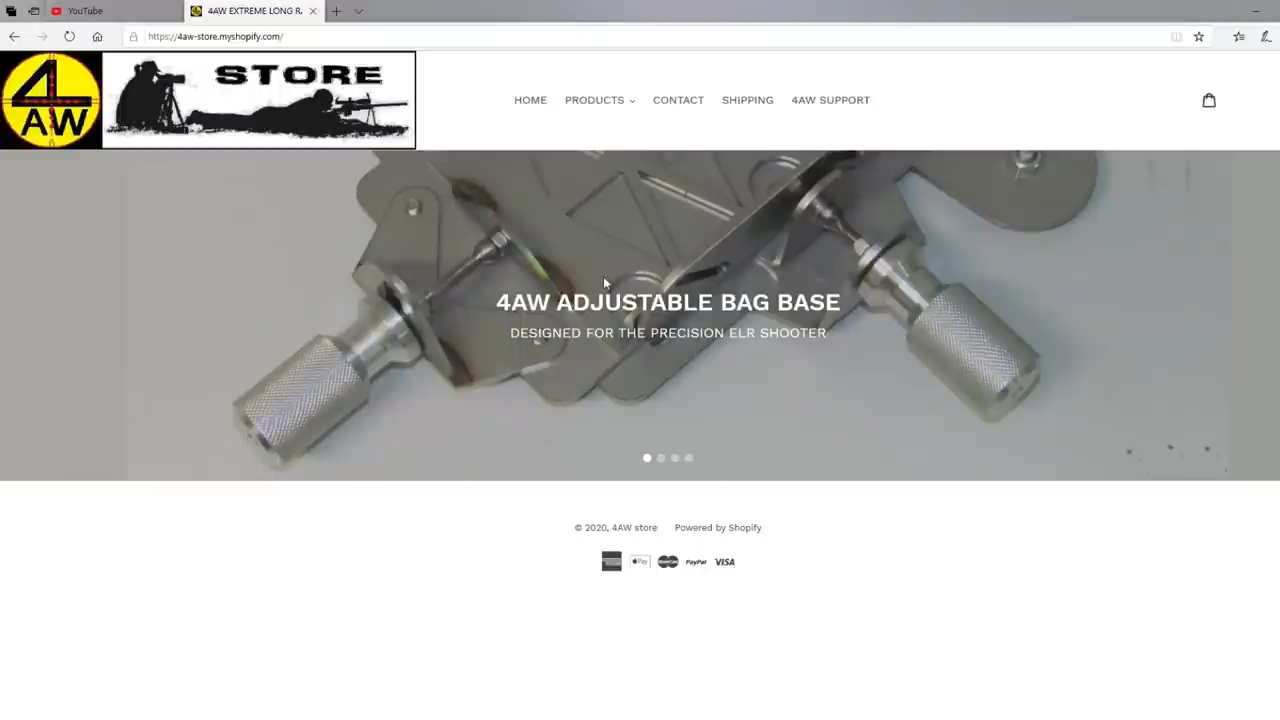 YouTube
4AW EXTREME LONG R
https://4aw-store.myshopify.com/
4
AW
STORE
HOME
PRODUCTS
CONTACT
SHIPPING
4AW SUPPORT
4AW ADJUSTABLE BAG BASE
DESIGNED FOR THE PRECISION ELR SHOOTER
© 2020, 4AW store
Powered by Shopify
Pay
PayPal
VISA